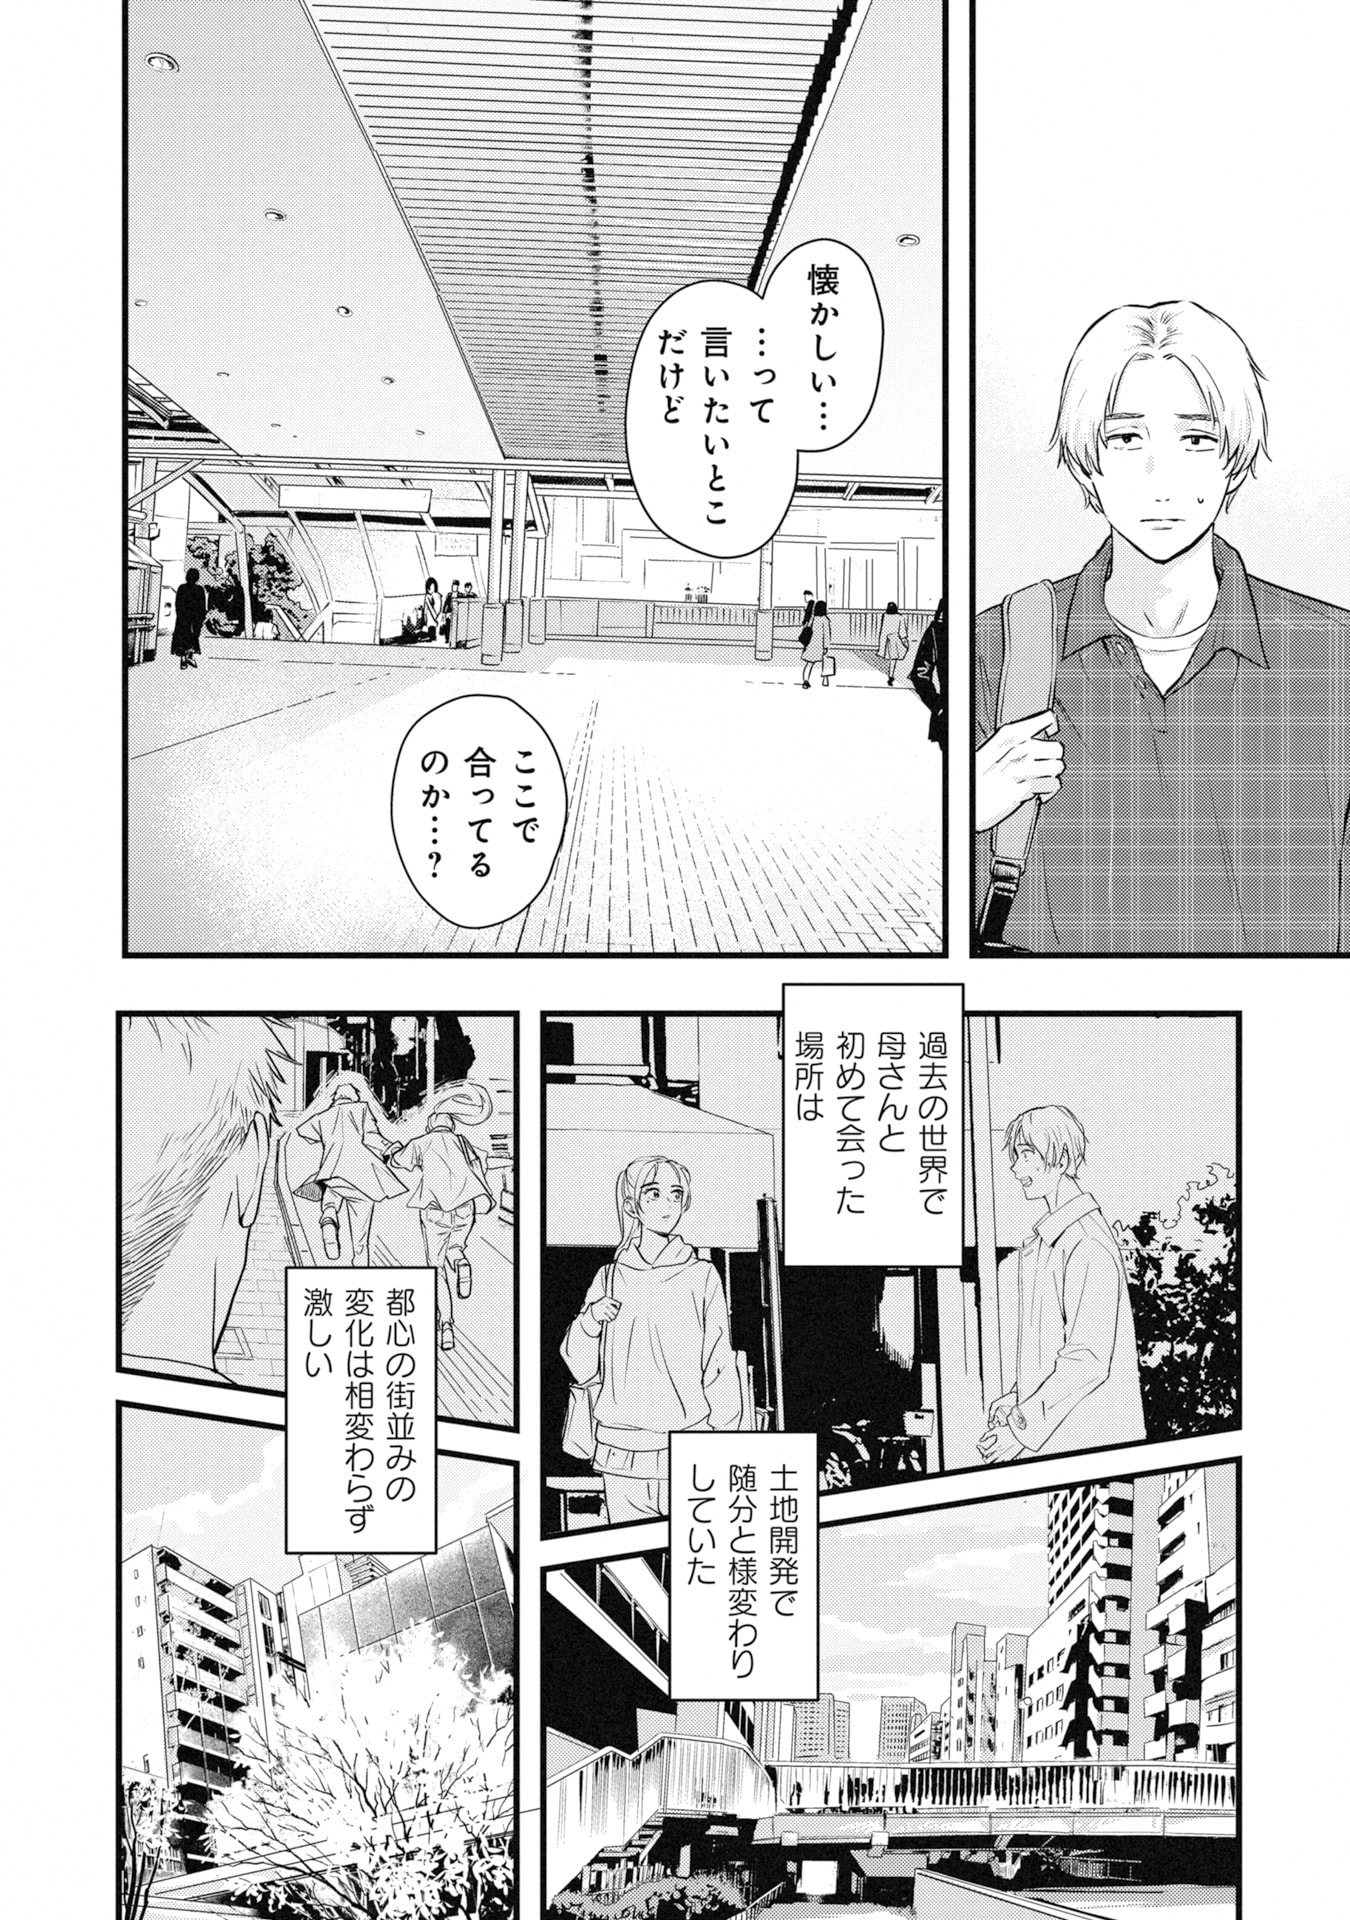 懐かしい…
…って
言いたいとこ
だけど
ここで
合ってる
のか…？
過去の世界で
母さんと
初めて会った
場所は
土地開発で
随分と様変わり
していた
都心の街並みの
変化は相変わらず
激しい